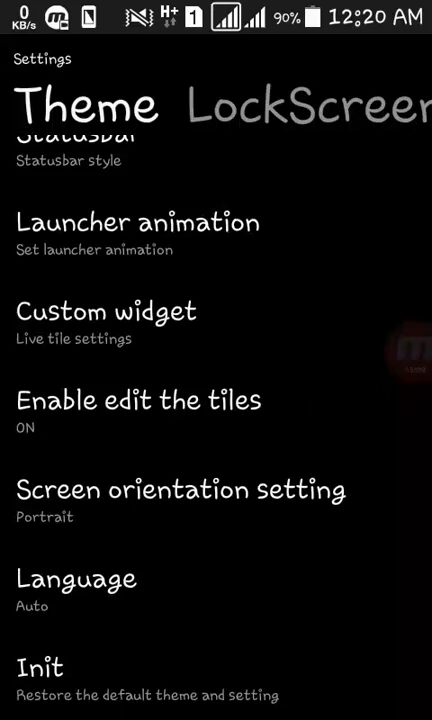 0
KB/s
H+
1
90%
12:20 AM
Settings
Theme LockScreen
Statusbar
Statusbar style
Launcher animation
Set launcher animation
Custom widget
Live tile settings
Enable edit the tiles
ON
Screen orientation setting
Portrait
Language
Auto
Init
Restore the default theme and setting